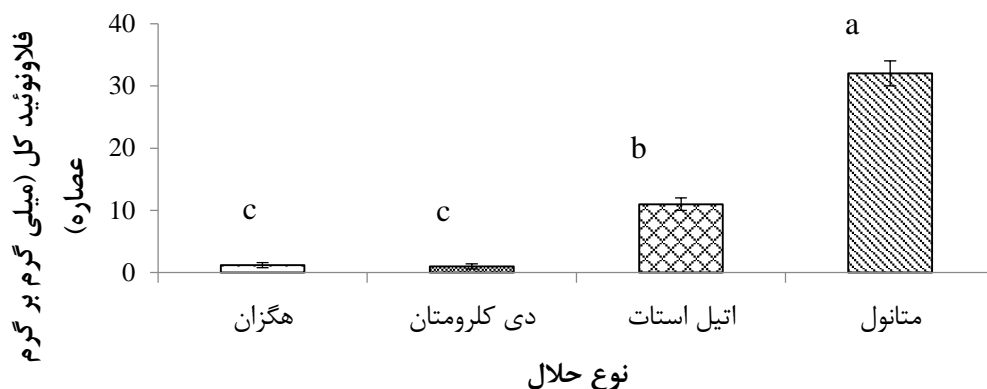 فلاونوئید کل (میلی گرم بر گرم
عصاره)
40
30
20
10
0
c
c
b
a
هگزان
دی کلرومتان
اتیل استات
متانول
نوع حلال